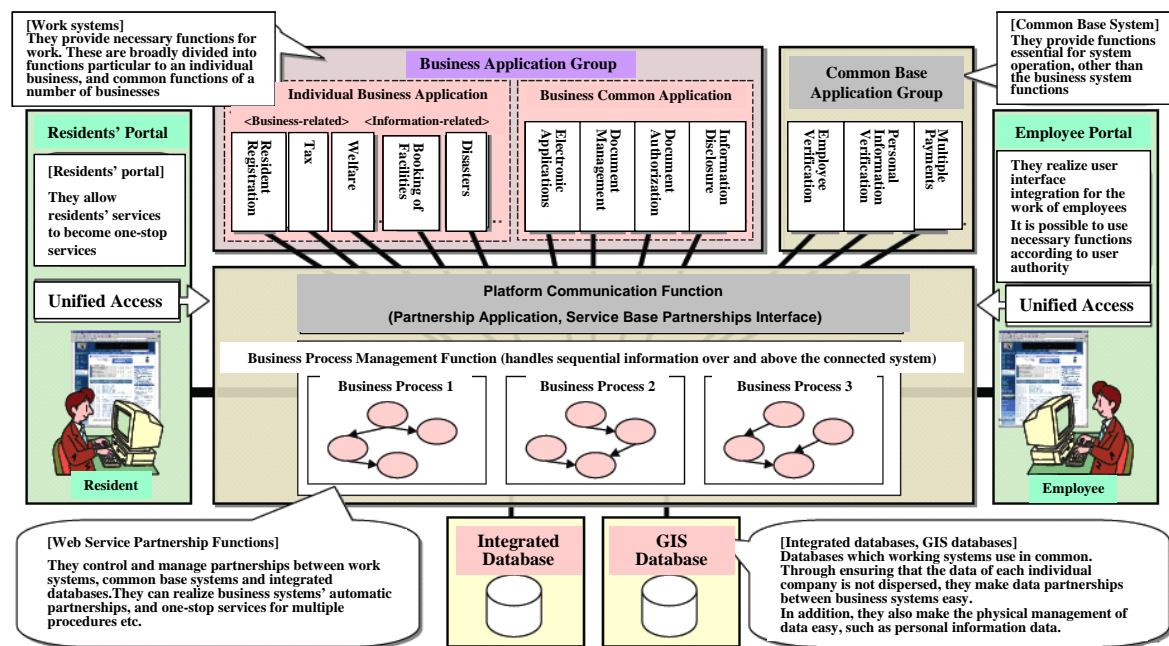 [Work systems]
They provide necessary functions for
work. These are broadly divided into
functions particular to an individual
business, and common functions of a
number of businesses
[Common Base System]
They provide functions
essential for system
operation, other than
the business system
functions
Business Application Group
Individual Business Application
<Business-related>
<Information-related>
Resident
Registration
Tax
Welfare
...
Booking of
Facilities
Disasters
..
Business Common Application
Electronic
Applications
Document
Management
Document
Authorization
Information
Disclosure
Common Base
Application Group
Employee
Verification
Personal
Information
Verification
Multiple
Payments
Residents' Portal
[Residents' portal]
They allow
residents' services
to become one-stop
services
Unified Access
Resident
Employee Portal
They realize user
interface
integration for the
work of employees
It is possible to use
necessary functions
according to user
authority
Unified Access
Employee
Platform Communication Function
(Partnership Application, Service Base Partnerships Interface)
Business Process Management Function (handles sequential information over and above the connected system)
Business Process 1
Business Process 2
Business Process 3
[Web Service Partnership Functions]
They control and manage partnerships between work
systems, common base systems and integrated
databases.They can realize business systems' automatic
partnerships, and one-stop services for multiple
procedures etc.
Integrated
Database
GIS
Database
[Integrated databases, GIS databases]
Databases which working systems use in common.
Through ensuring that the data of each individual
company is not dispersed, they make data partnerships
between business systems easy.
In addition, they also make the physical management of
data easy, such as personal information data.